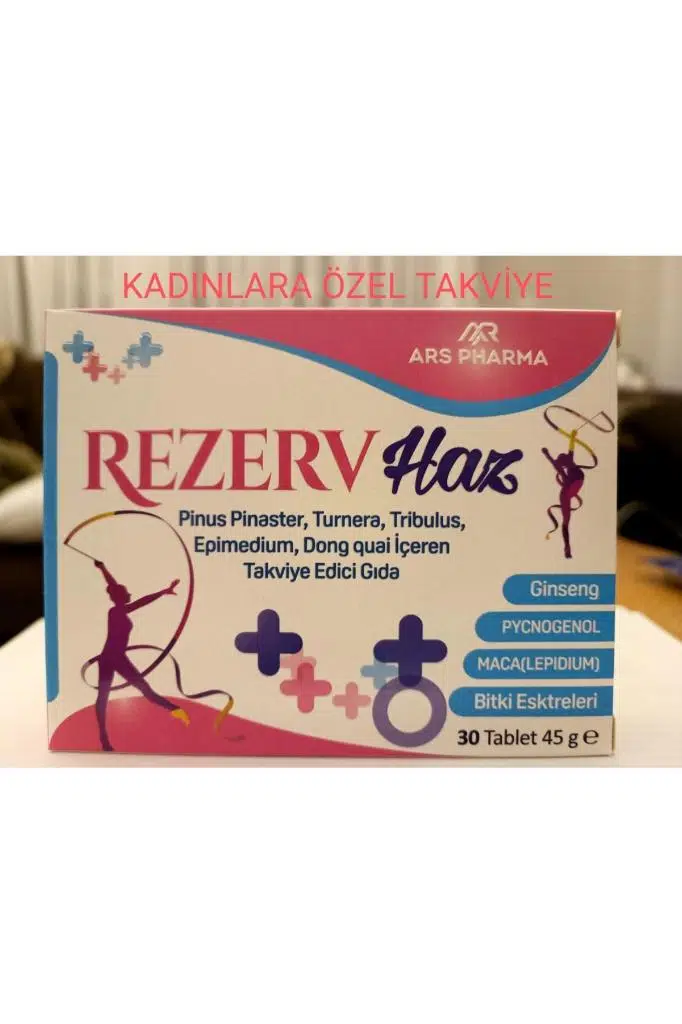 KADINLARA ÖZEL TAKVİYE
ARS PHARMA
REZERV Haz
Pinus Pinaster, Turnera, Tribulus,
Epimedium, Dong quai İçeren
Takviye Edici Gıda
Ginseng
PYCNOGENOL
MACA(LEPIDIUM)
Bitki Esktreleri
30 Tablet 45 g ℮